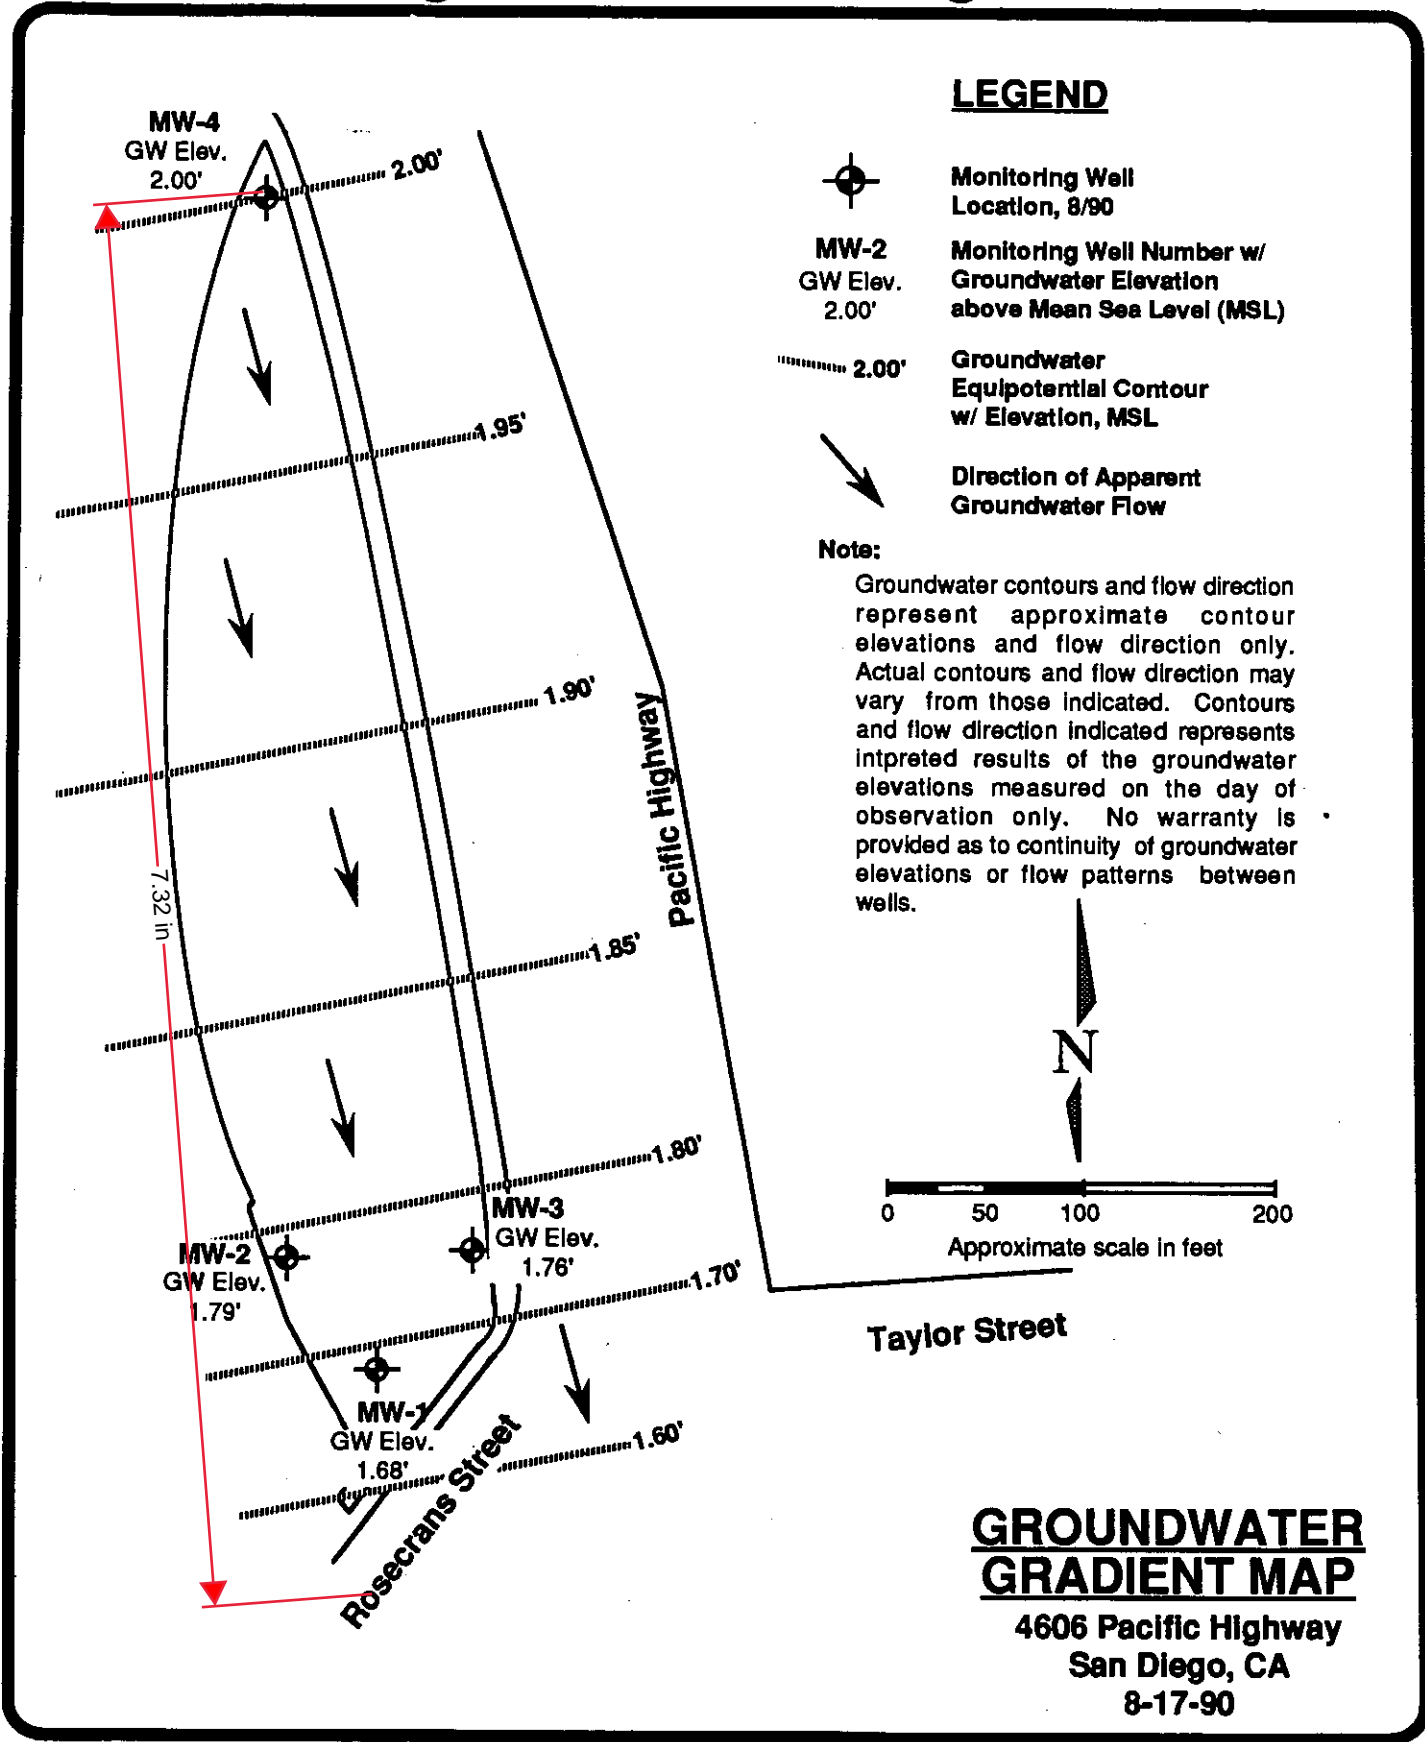 LEGEND
MW-4
GW Elev.
2.00'
2.00'
Monitoring Well
Location, 8/90
MW-2
GW Elev.
2.00'
Monitoring Well Number w/
Groundwater Elevation
above Mean Sea Level (MSL)
2.00'
Groundwater
Equipotential Contour
w/ Elevation, MSL
1.95'
Direction of Apparent
Groundwater Flow
Note:
Groundwater contours and flow direction
represent approximate contour
elevations and flow direction only.
Actual contours and flow direction may
vary from those indicated. Contours
and flow direction indicated represents
intpreted results of the groundwater
elevations measured on the day of
observation only. No warranty is
provided as to continuity of groundwater
elevations or flow patterns between
wells.
1.90'
Pacific Highway
7.32 in
1.85'
N
1.80'
0 50 100 200
Approximate scale in feet
MW-3
GW Elev.
1.76'
MW-2
GW Elev.
1.79'
1.70'
Taylor Street
MW-1
GW Elev.
1.68'
1.60'
Rosecrans Street
GROUNDWATER
GRADIENT MAP
4606 Pacific Highway
San Diego, CA
8-17-90